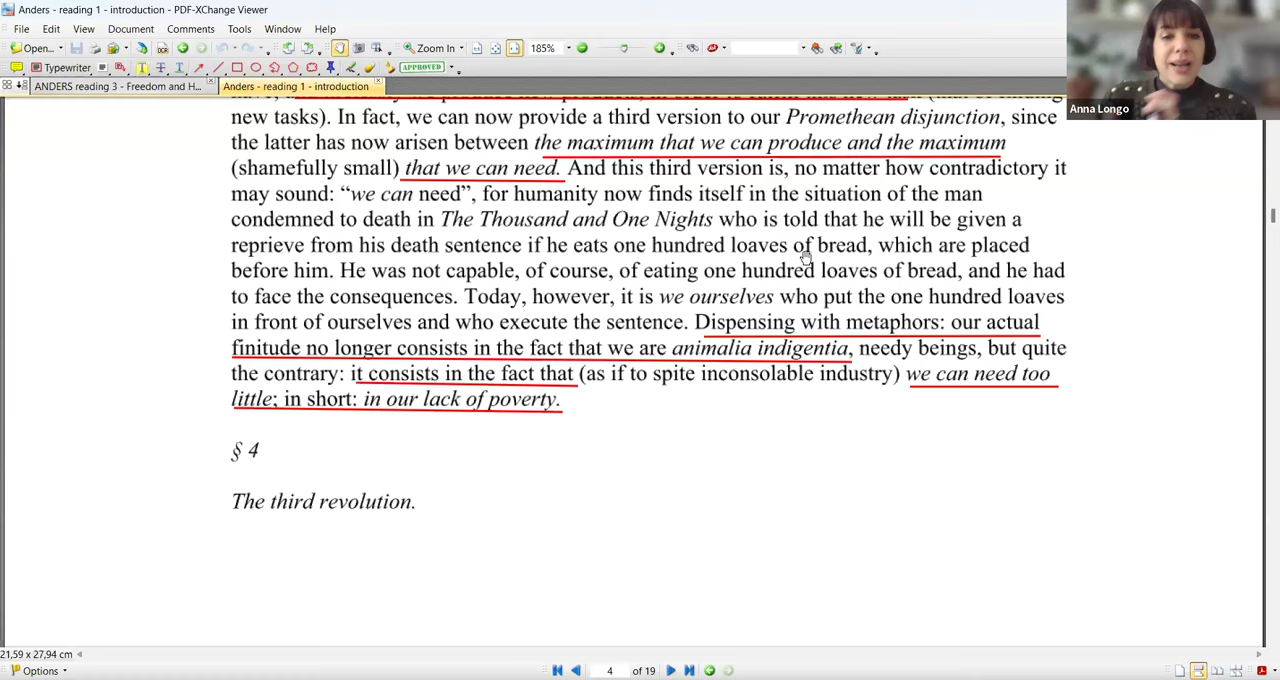 Anders - reading 1 - introduction - PDF-XChange Viewer
File Edit View Document Comments Tools Window Help
Open... Zoom In 185%
Typewriter APPROVED
ANDERS reading 3 - Freedom and H... Anders - reading 1 - introduction
Anna Longo
new tasks). In fact, we can now provide a third version to our Promethean disjunction, since
the latter has now arisen between the maximum that we can produce and the maximum
(shamefully small) that we can need. And this third version is, no matter how contradictory it
may sound: “we can need”, for humanity now finds itself in the situation of the man
condemned to death in The Thousand and One Nights who is told that he will be given a
reprieve from his death sentence if he eats one hundred loaves of bread, which are placed
before him. He was not capable, of course, of eating one hundred loaves of bread, and he had
to face the consequences. Today, however, it is we ourselves who put the one hundred loaves
in front of ourselves and who execute the sentence. Dispensing with metaphors: our actual
finitude no longer consists in the fact that we are animalia indigentia, needy beings, but quite
the contrary: it consists in the fact that (as if to spite inconsolable industry) we can need too
little; in short: in our lack of poverty.
§ 4
The third revolution.
21,59 x 27,94 cm
Options 4 of 19